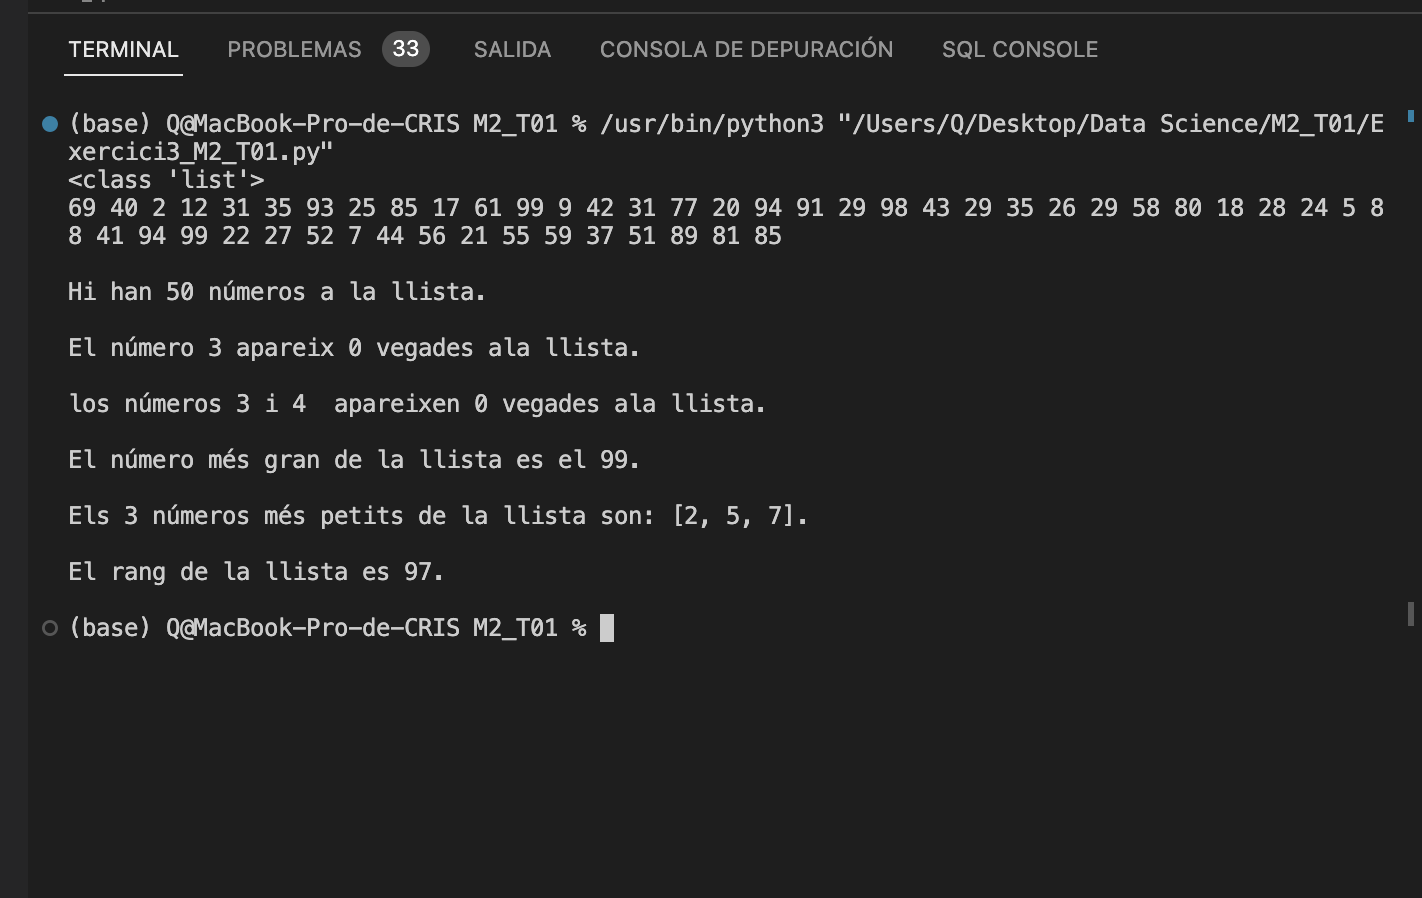 TERMINAL PROBLEMAS 33 SALIDA CONSOLA DE DEPURACIÓN SQL CONSOLE
(base) Q@MacBook-Pro-de-CRIS M2_T01 % /usr/bin/python3 "/Users/Q/Desktop/Data Science/M2_T01/E
xercici3_M2_T01.py"
<class 'list'>
69 40 2 12 31 35 93 25 85 17 61 99 9 42 31 77 20 94 91 29 98 43 29 35 26 29 58 80 18 28 24 5 8
8 41 94 99 22 27 52 7 44 56 21 55 59 37 51 89 81 85
Hi han 50 números a la llista.
El número 3 apareix 0 vegades ala llista.
los números 3 i 4  apareixen 0 vegades ala llista.
El número més gran de la llista es el 99.
Els 3 números més petits de la llista son: [2, 5, 7].
El rang de la llista es 97.
(base) Q@MacBook-Pro-de-CRIS M2_T01 %